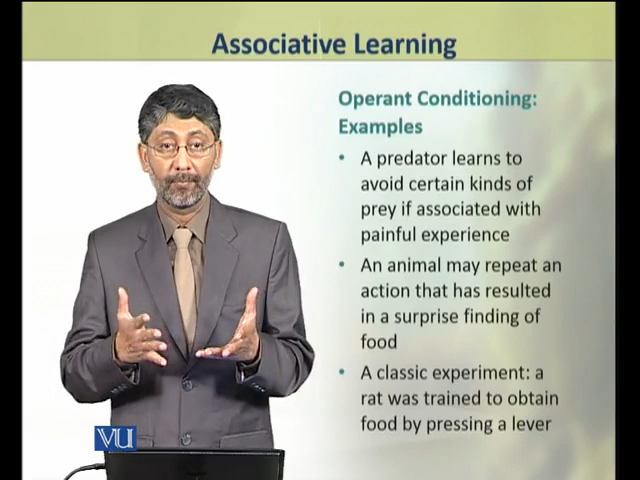 Associative Learning
Operant Conditioning:
Examples
• A predator learns to
avoid certain kinds of
prey if associated with
painful experience
• An animal may repeat an
action that has resulted
in a surprise finding of
food
• A classic experiment: a
rat was trained to obtain
food by pressing a lever
VU